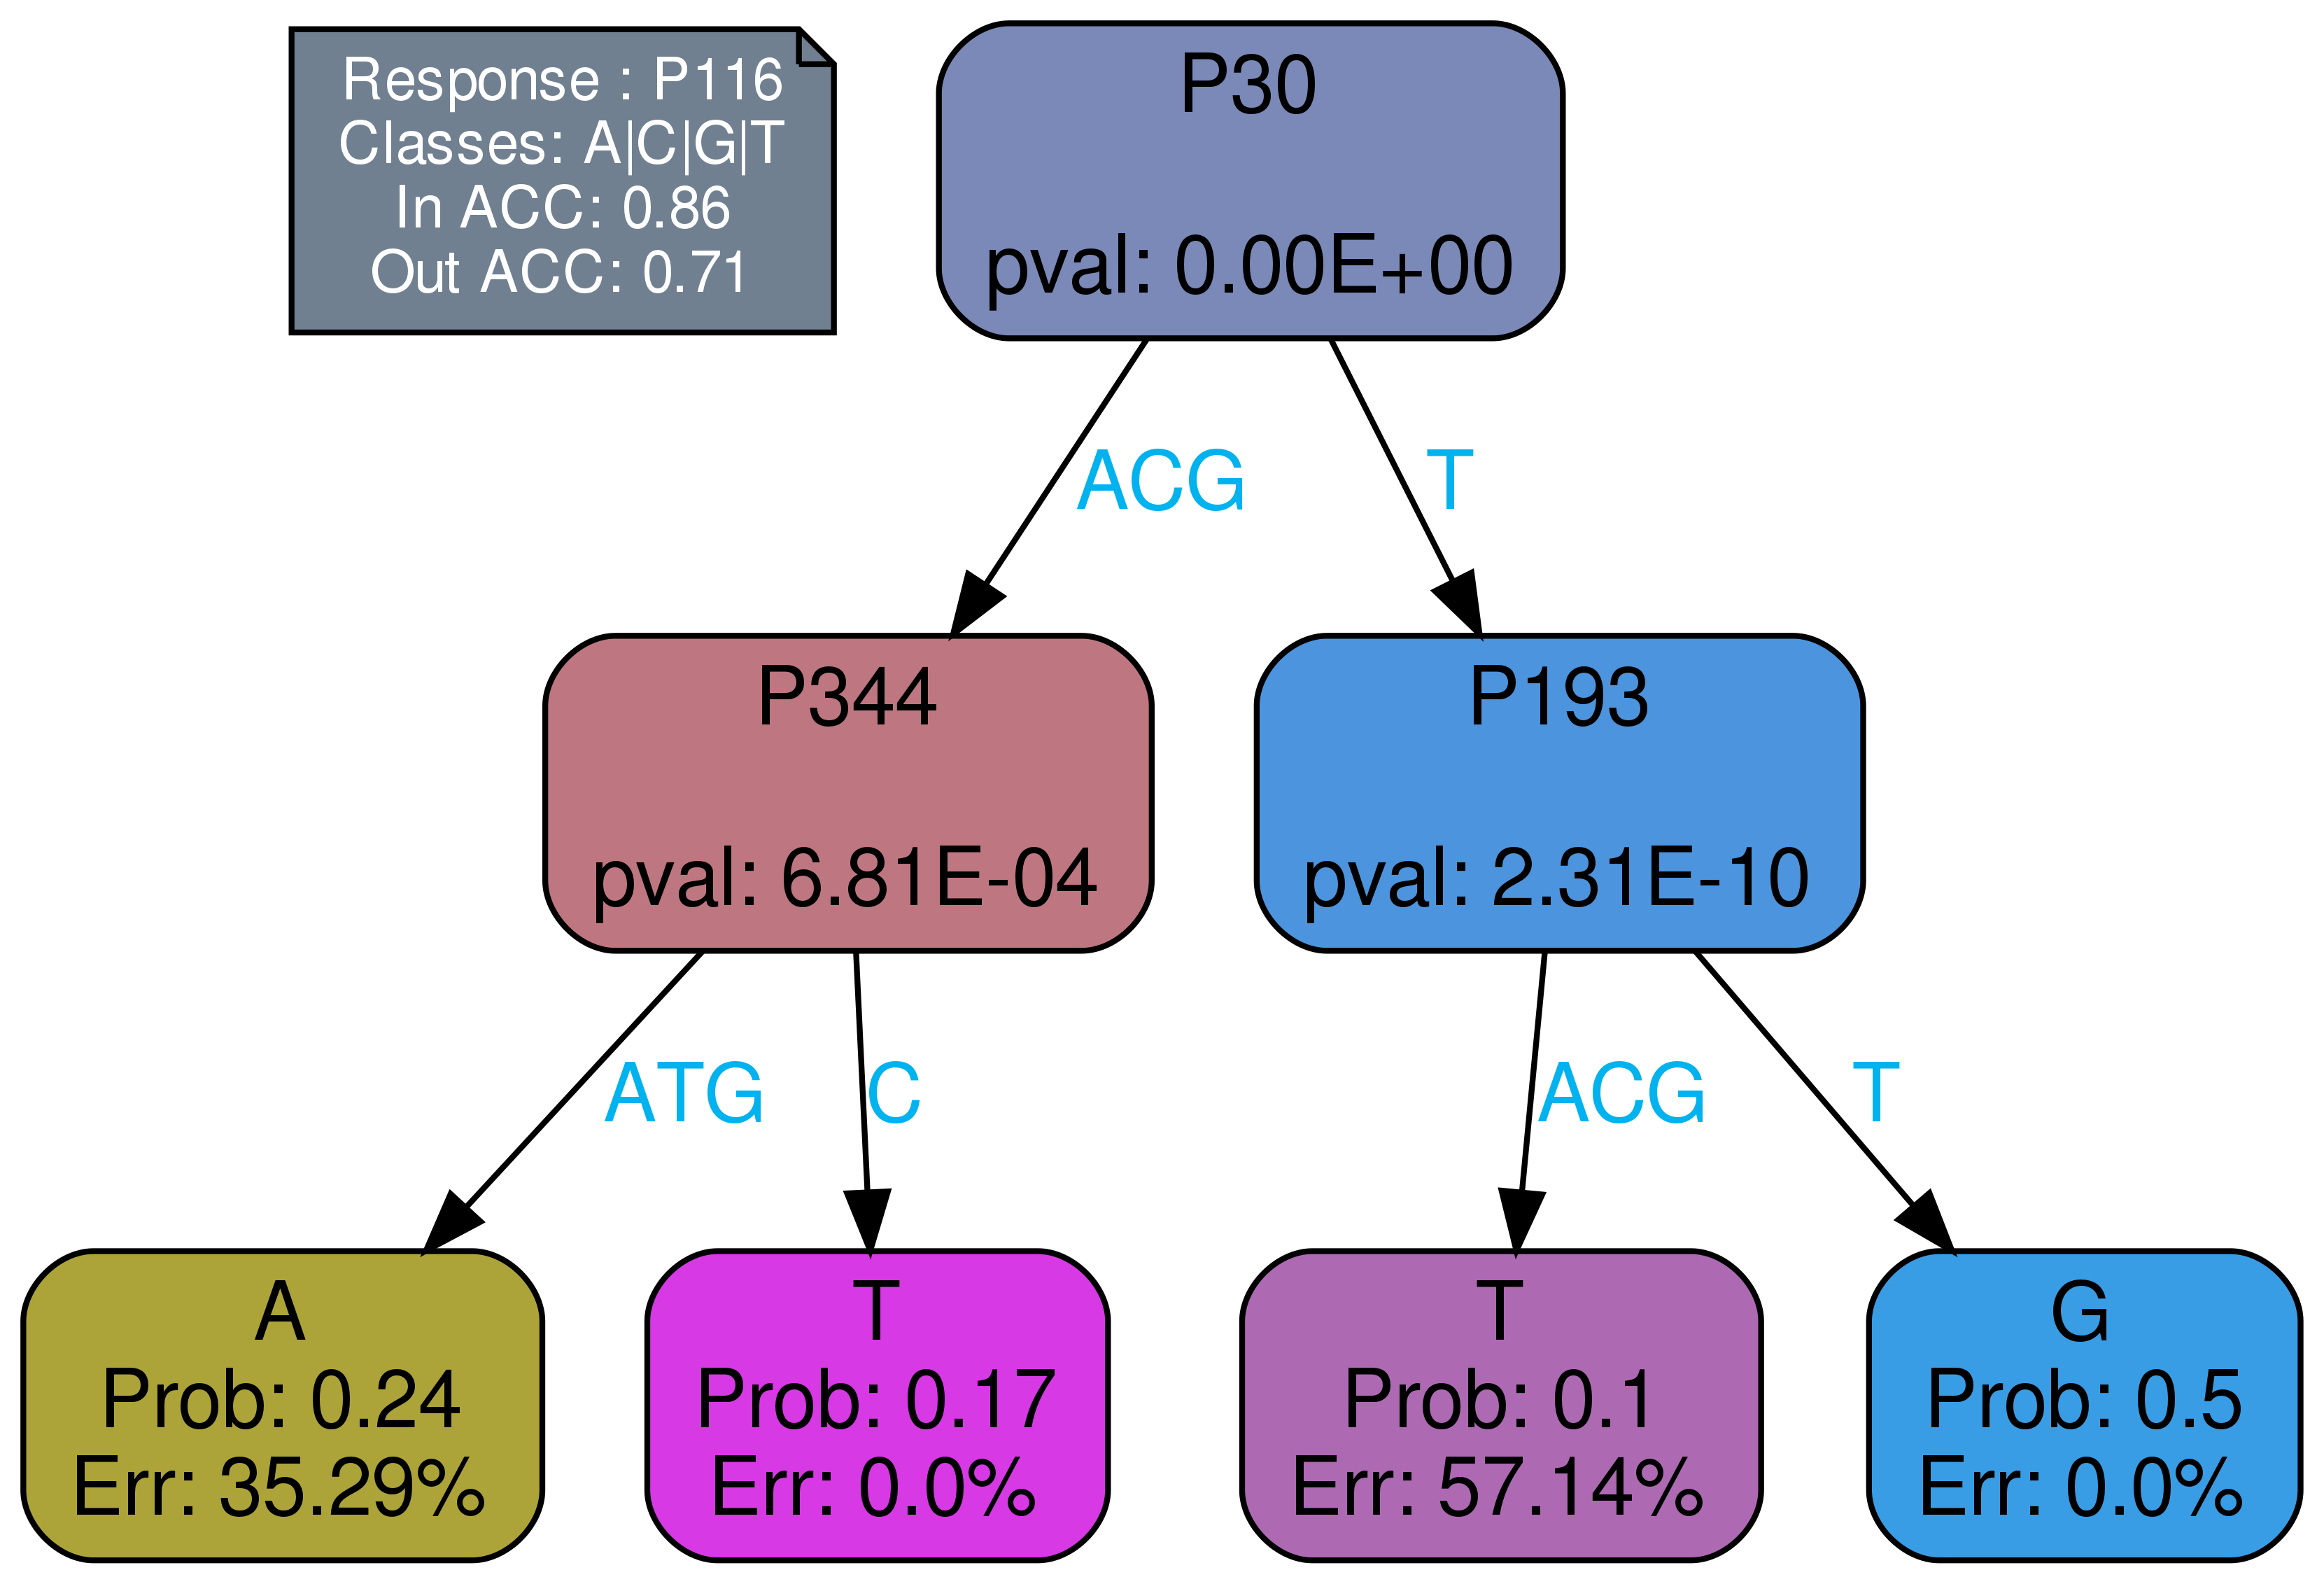 Response : P116
Classes: A|C|G|T
In ACC: 0.86
Out ACC: 0.71
P30
pval: 0.00E+00
ACG
T
P344
pval: 6.81E-04
P193
pval: 2.31E-10
ATG
C
ACG
T
A
Prob: 0.24
Err: 35.29%
T
Prob: 0.17
Err: 0.0%
T
Prob: 0.1
Err: 57.14%
G
Prob: 0.5
Err: 0.0%